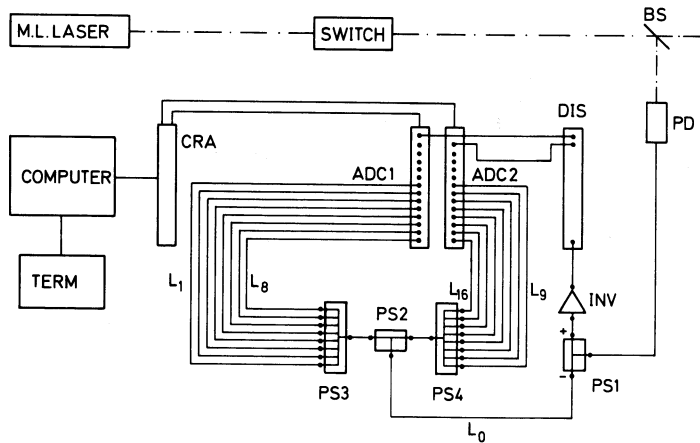 BS
M.L. LASER
SWITCH
DIS
PD
CRA
COMPUTER
ADC1
ADC2
TERM
L1
L8
L16
L9
INV
PS2
+
PS3
PS4
-
PS1
L0